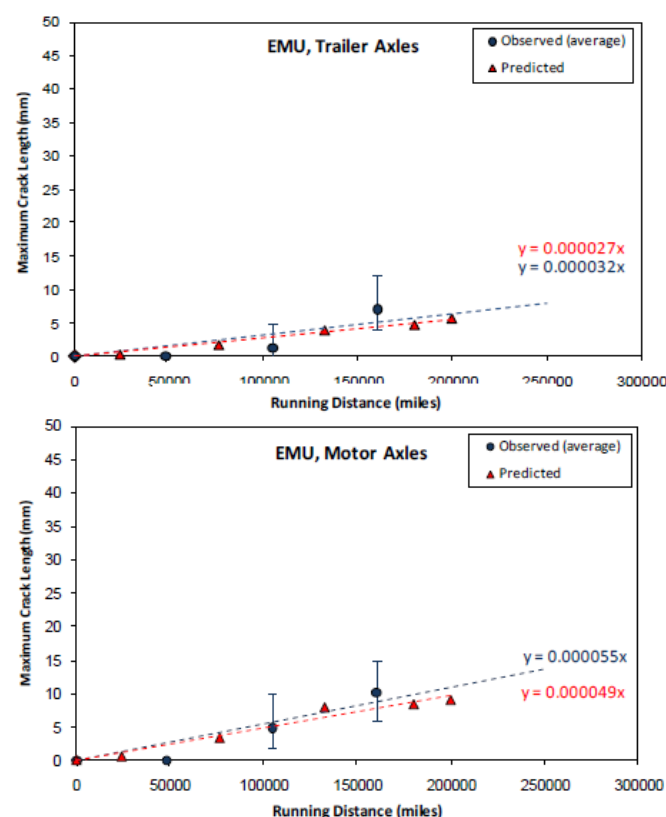 EMU, Trailer Axles
Observed (average)
Predicted
Maximum Crack Length (mm)
50
45
40
35
30
25
20
15
10
5
0
y = 0.000027x
y = 0.000032x
0
50000
100000
150000
200000
250000
300000
Running Distance (miles)
EMU, Motor Axles
Observed (average)
Predicted
Maximum Crack Length (mm)
50
45
40
35
30
25
20
15
10
5
0
y = 0.000055x
y = 0.000049x
0
50000
100000
150000
200000
250000
300000
Running Distance (miles)